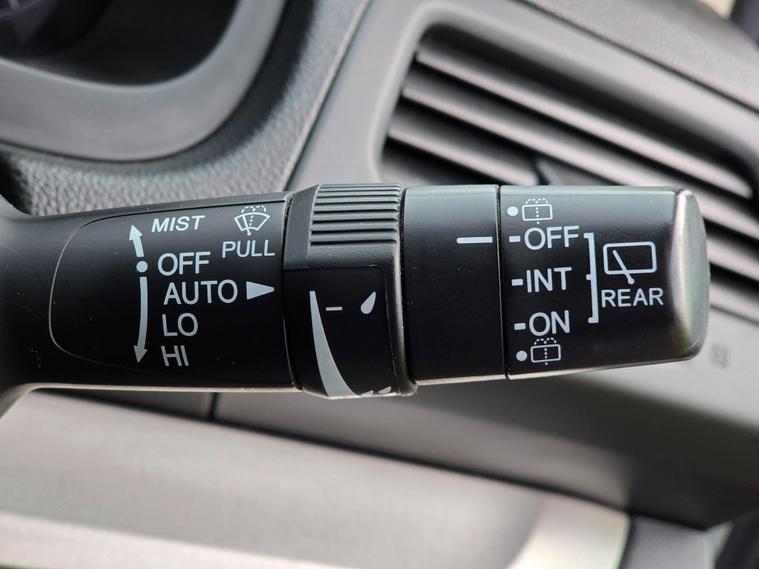 MIST
PULL
OFF
AUTO
LO
HI
OFF
INT
ON
REAR